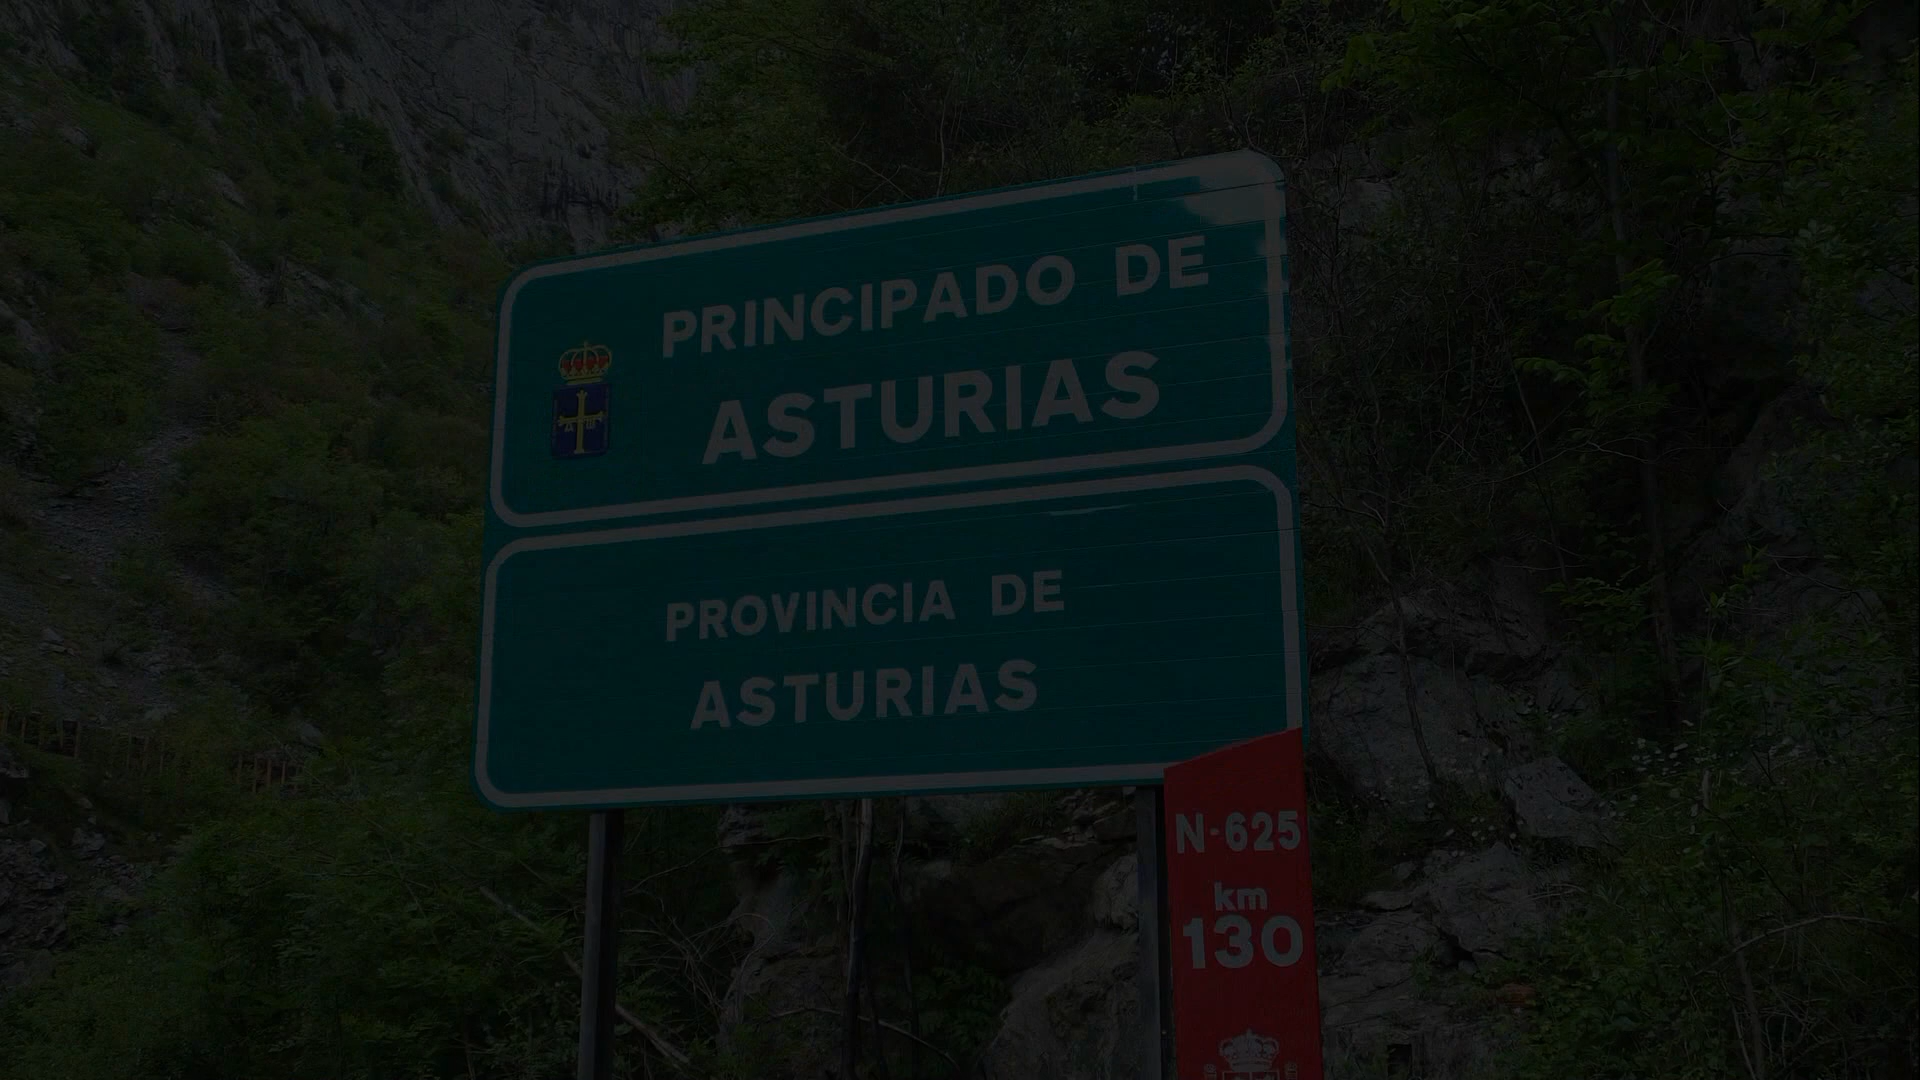 PRINCIPADO DE
ASTURIAS
PROVINCIA DE
ASTURIAS
N-625
km
130